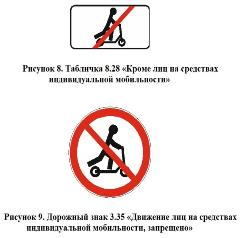 Рисунок 8. Табличка 8.28 «Кроме лиц на средствах
индивидуальной мобильности»
Рисунок 9. Дорожный знак 3.35 «Движение лиц на средствах
индивидуальной мобильности, запрещено»